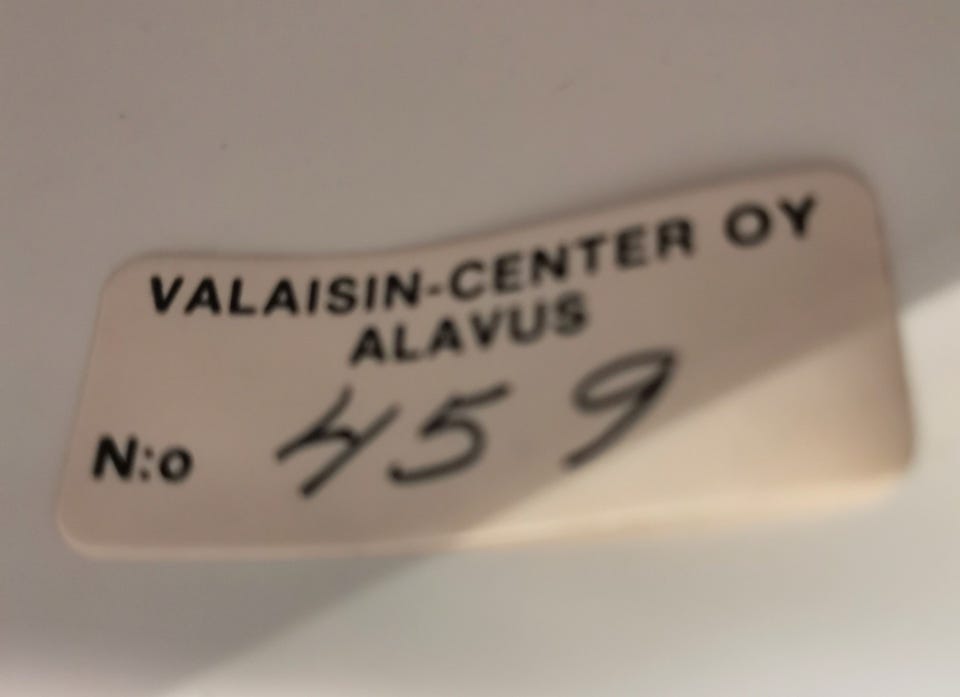 VALAISIN-CENTER OY
ALAVUS
N:o 459